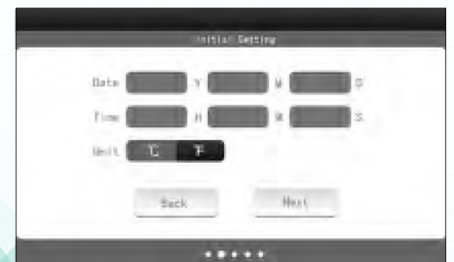 Initial Setting
Date Y M D
Time H M S
Unit ℃ ℉
Back Next